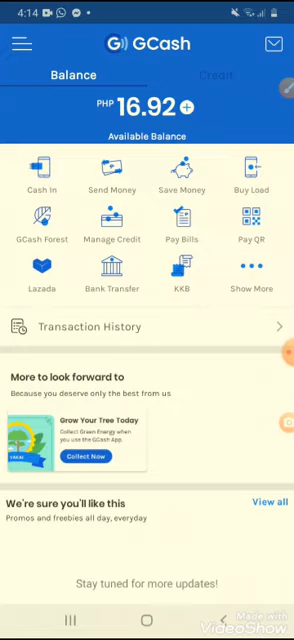 4:14
GCash
Balance
Credit
PHP 16.92
Available Balance
Cash In
Send Money
Save Money
Buy Load
GCash Forest
Manage Credit
Pay Bills
Pay QR
Lazada
Bank Transfer
KKB
Show More
Transaction History
More to look forward to
Because you deserve only the best from us
Grow Your Tree Today
Collect Green Energy when
you use the GCash App.
Collect Now
We're sure you'll like this
View all
Promos and freebies all day, everyday
Stay tuned for more updates!
Made with
VideoShow